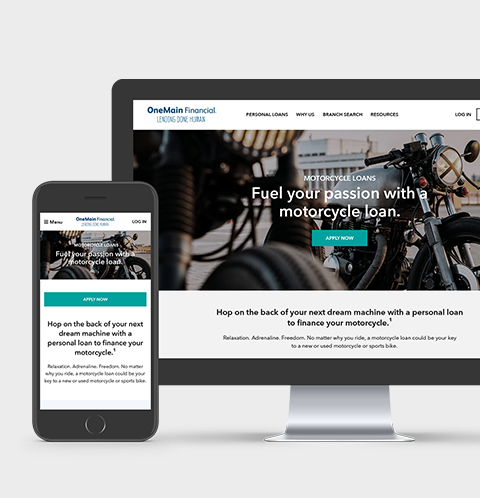 OneMain Financial.
LENDING DONE HUMAN
PERSONAL LOANS WHY US BRANCH SEARCH RESOURCES LOG IN
MOTORCYCLE LOANS
Fuel your passion with a
motorcycle loan.
APPLY NOW
Hop on the back of your next dream machine with a personal loan
to finance your motorcycle.¹
Relaxation. Adrenaline. Freedom. No matter why you ride, a motorcycle loan could be your key
to a new or used motorcycle or sports bike.
Menu OneMain Financial. LOG IN
LENDING DONE HUMAN
MOTORCYCLE LOANS
Fuel your passion with a
motorcycle loan.
APPLY NOW
Hop on the back of your next
dream machine with a
personal loan to finance your
motorcycle.¹
Relaxation. Adrenaline. Freedom. No matter
why you ride, a motorcycle loan could be your
key to a new or used motorcycle or sports bike.